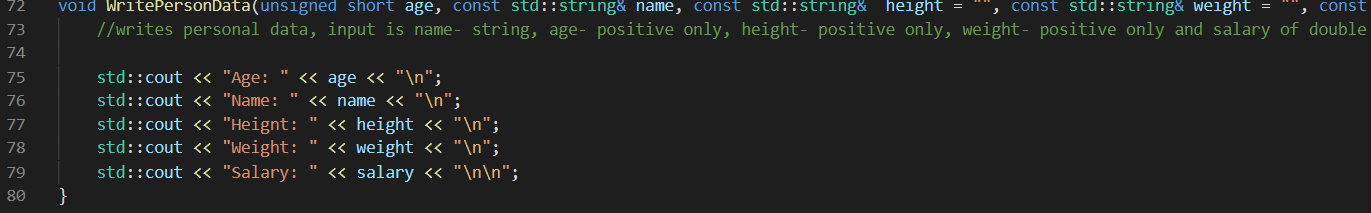 72 void WritePersonData(unsigned short age, const std::string& name, const std::string&  height = "", const std::string& weight = "", const
73 //writes personal data, input is name- string, age- positive only, height- positive only, weight- positive only and salary of double
74
75 std::cout << "Age: " << age << "\n";
76 std::cout << "Name: " << name << "\n";
77 std::cout << "Heignt: " << height << "\n";
78 std::cout << "Weight: " << weight << "\n";
79 std::cout << "Salary: " << salary << "\n\n";
80 }